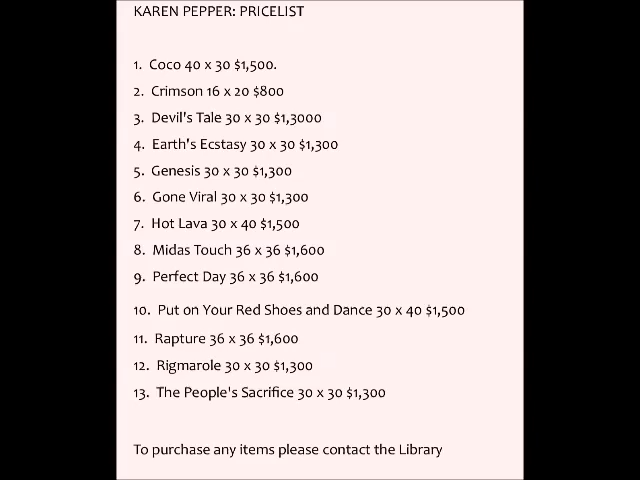 KAREN PEPPER: PRICELIST
1. Coco 40 x 30 $1,500.
2. Crimson 16 x 20 $800
3. Devil's Tale 30 x 30 $1,3000
4. Earth's Ecstasy 30 x 30 $1,300
5. Genesis 30 x 30 $1,300
6. Gone Viral 30 x 30 $1,300
7. Hot Lava 30 x 40 $1,500
8. Midas Touch 36 x 36 $1,600
9. Perfect Day 36 x 36 $1,600
10. Put on Your Red Shoes and Dance 30 x 40 $1,500
11. Rapture 36 x 36 $1,600
12. Rigmarole 30 x 30 $1,300
13. The People's Sacrifice 30 x 30 $1,300
To purchase any items please contact the Library